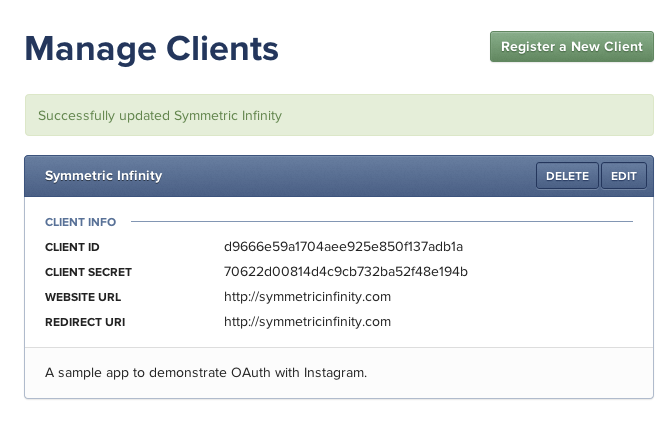 Manage Clients
Register a New Client
Successfully updated Symmetric Infinity
Symmetric Infinity DELETE EDIT
CLIENT INFO
CLIENT ID d9666e59a1704aee925e850f137adb1a
CLIENT SECRET 70622d00814d4c9cb732ba52f48e194b
WEBSITE URL http://symmetricinfinity.com
REDIRECT URI http://symmetricinfinity.com
A sample app to demonstrate OAuth with Instagram.